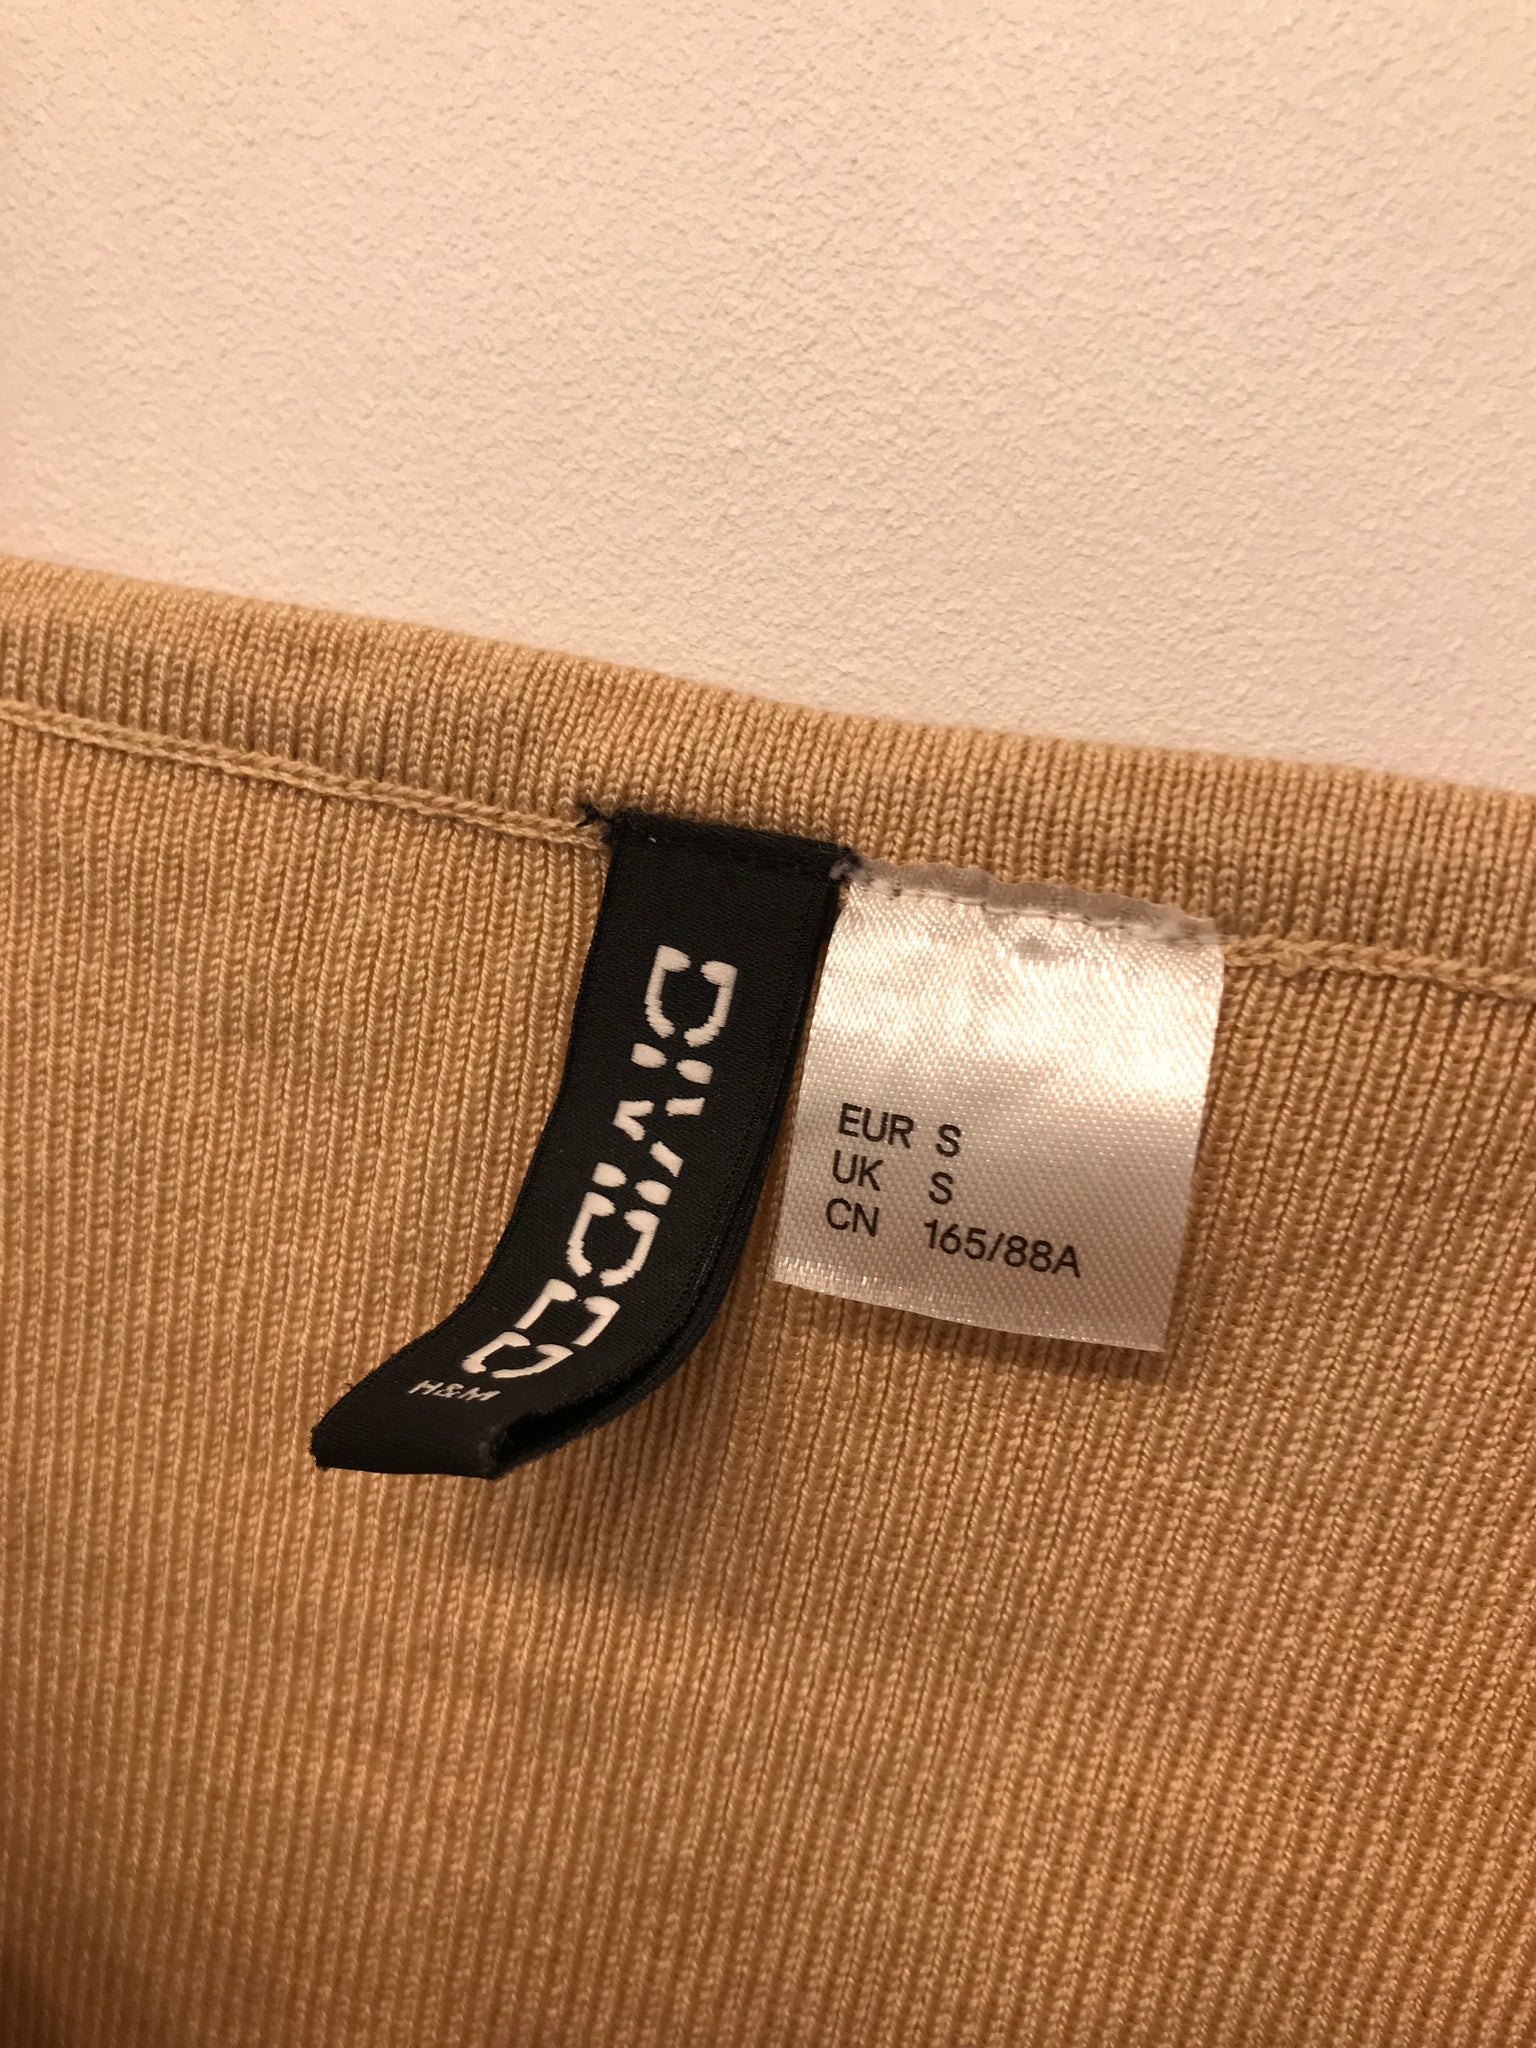 DIVIDED
H&M
EUR S
UK S
CN 165/88A